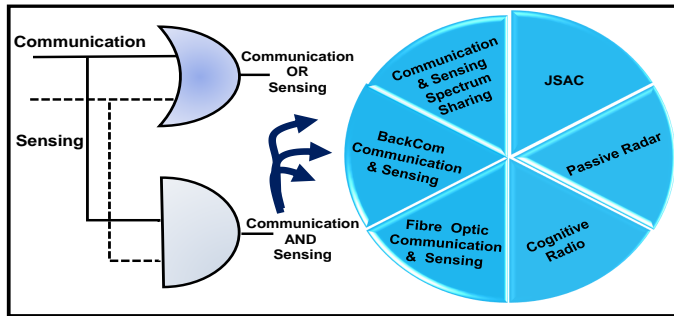 Communication
Sensing
Communication
OR
Sensing
Communication
AND
Sensing
Communication
& Sensing
Spectrum
Sharing
JSAC
BackCom
Communication
& Sensing
Passive Radar
Fibre Optic
Communication
& Sensing
Cognitive
Radio